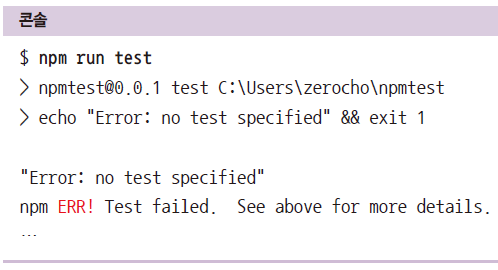 콘솔
$ npm run test
> npmtest@0.0.1 test C:\Users\zerocho\npmtest
> echo "Error: no test specified" && exit 1
"Error: no test specified"
npm ERR! Test failed.  See above for more details.
…